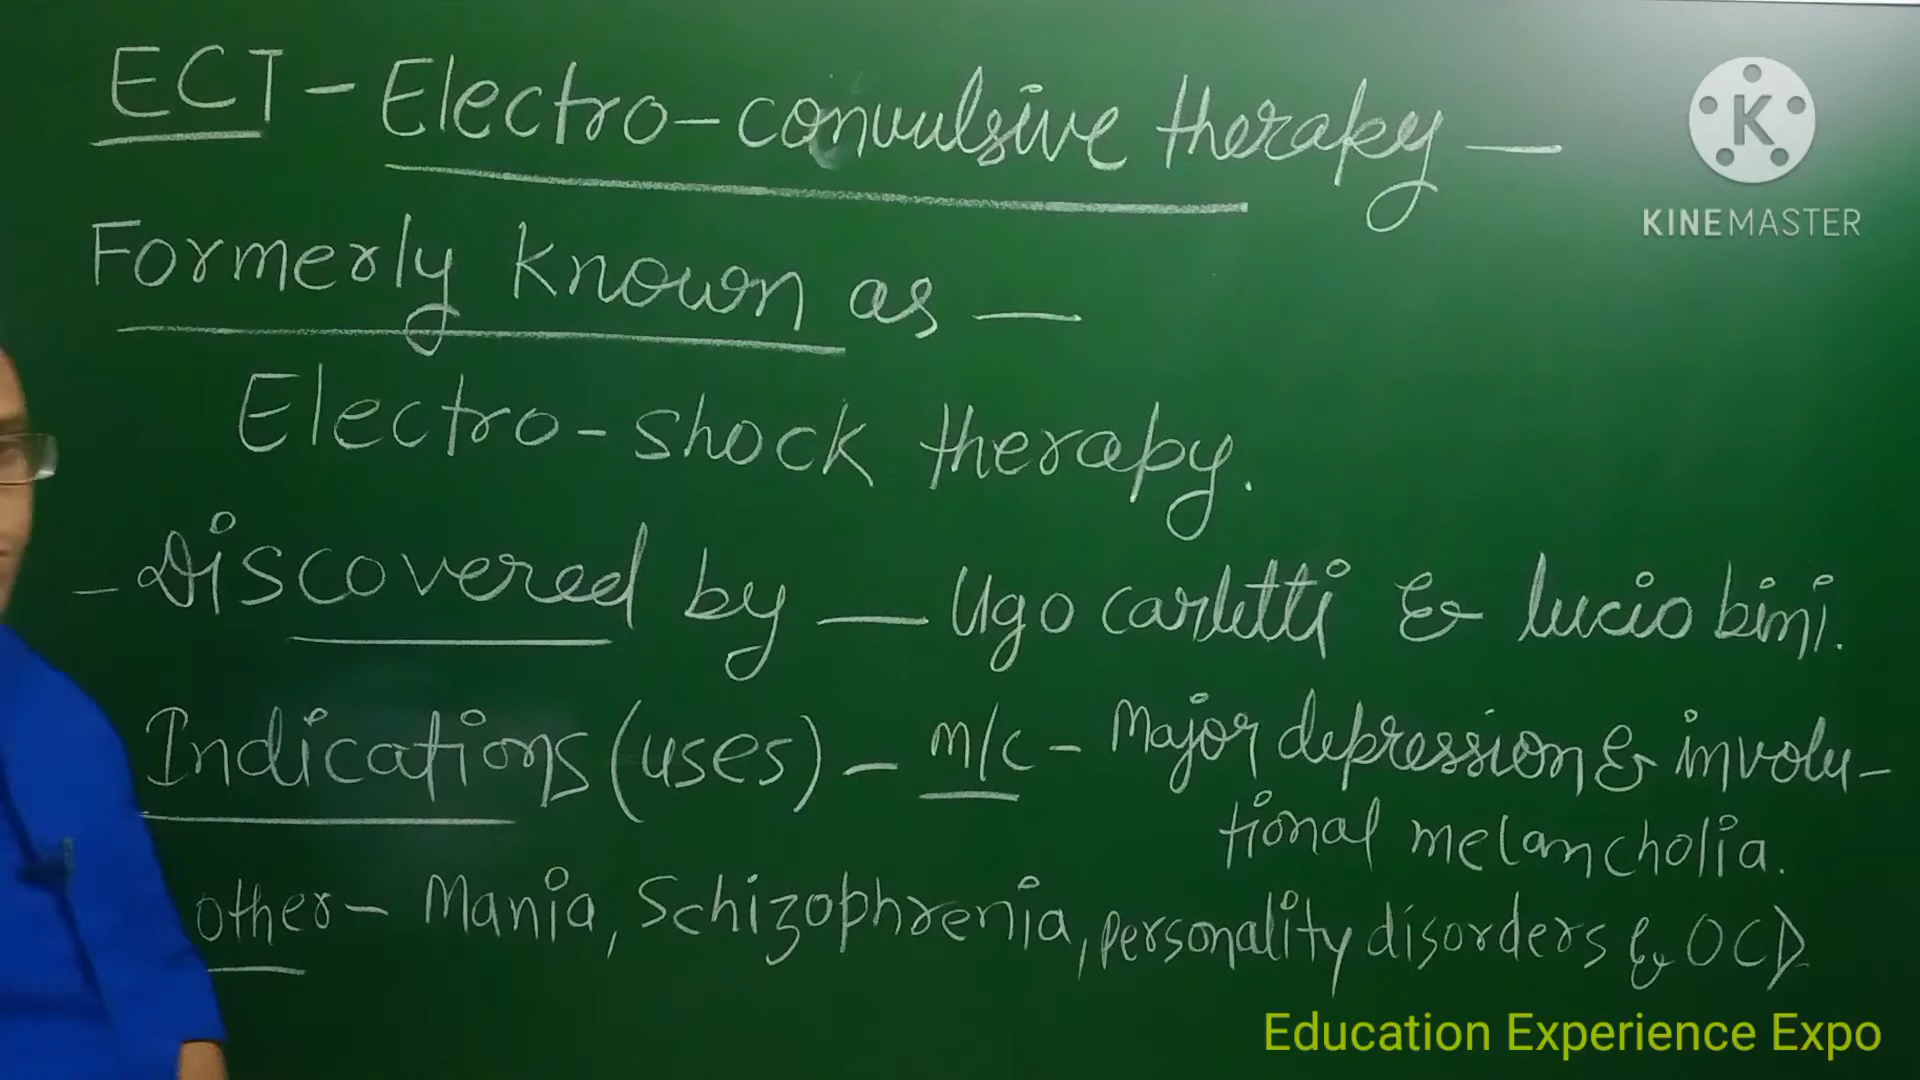 ECT - Electro-convulsive therapy -
KINEMASTER
Formerly known as -
Electro-shock therapy.
- Discovered by - Ugo carletti & lucio bini.
Indications (uses) - m/c - Major depression & involu-
tional melancholia.
other - Mania, Schizophrenia, personality disorders & OCD
Education Experience Expo